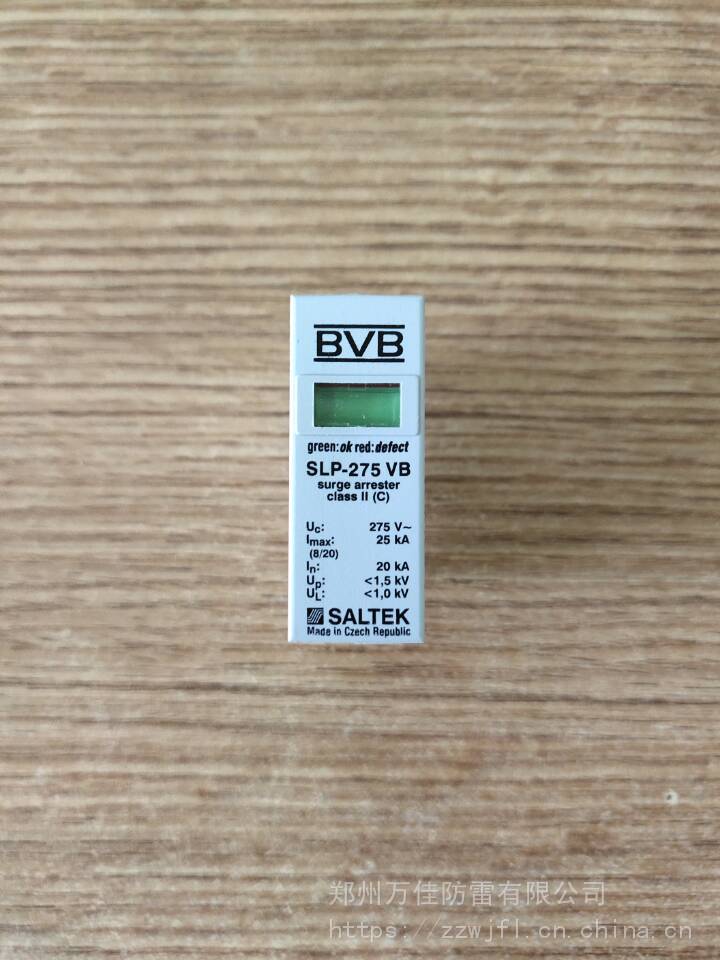 BVB
green:ok red:defect
SLP-275 VB
surge arrester
class II (C)
Uc: 275 V~
Imax: 25 kA
(8/20)
In: 20 kA
Up: <1,5 kV
UL: <1,0 kV
SALTEK
Made in Czech Republic
郑州万佳防雷有限公司
https://zzwjfl.cn.china.cn